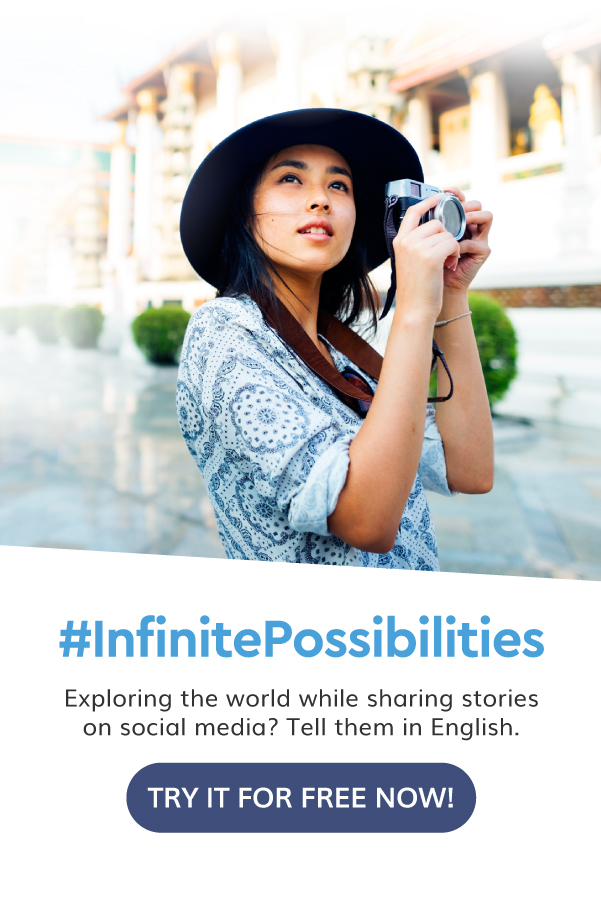 #InfinitePossibilities
Exploring the world while sharing stories
on social media? Tell them in English.
TRY IT FOR FREE NOW!